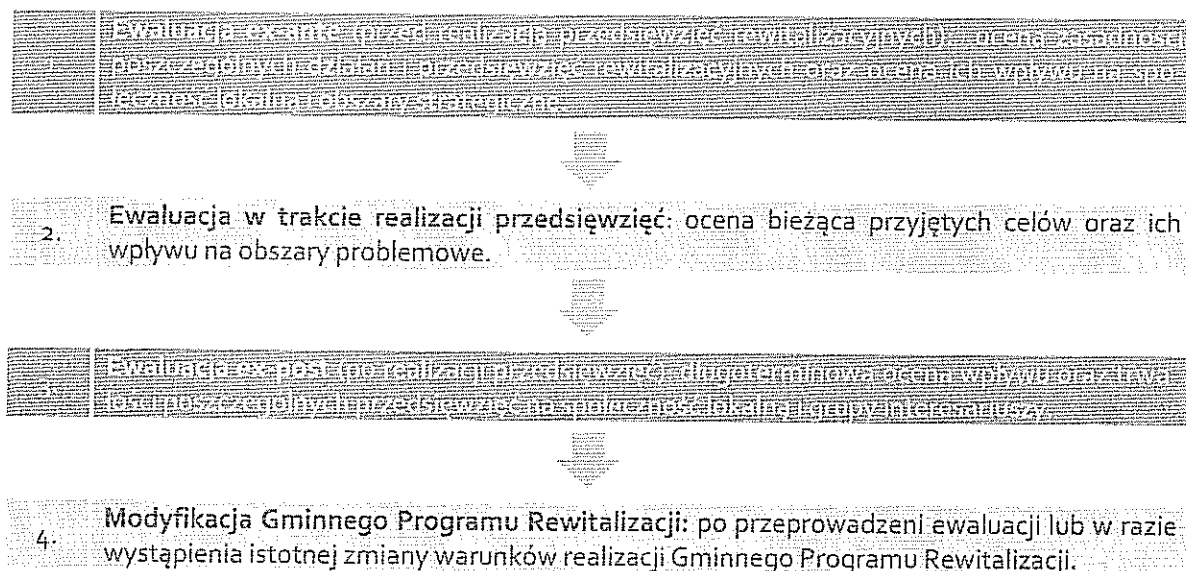 1. Ewaluacja ex-ante (przed realizacją przedsięwzięć rewitalizacyjnych): ocena zasadności
poszczególnych działań i przedsięwzięć rewitalizacyjnych oraz ocena ich wpływu na spo-
łeczność lokalną i obszary strategiczne.
2. Ewaluacja w trakcie realizacji przedsięwzięć: ocena bieżąca przyjętych celów oraz ich
wpływu na obszary problemowe.
3. Ewaluacja ex-post (po realizacji przedsięwzięć): długoterminowa ocena wpływu oraz trwa-
łości poszczególnych przedsięwzięć na społeczność lokalną i grupy interesariuszy.
4. Modyfikacja Gminnego Programu Rewitalizacji: po przeprowadzeni ewaluacji lub w razie
wystąpienia istotnej zmiany warunków realizacji Gminnego Programu Rewitalizacji.